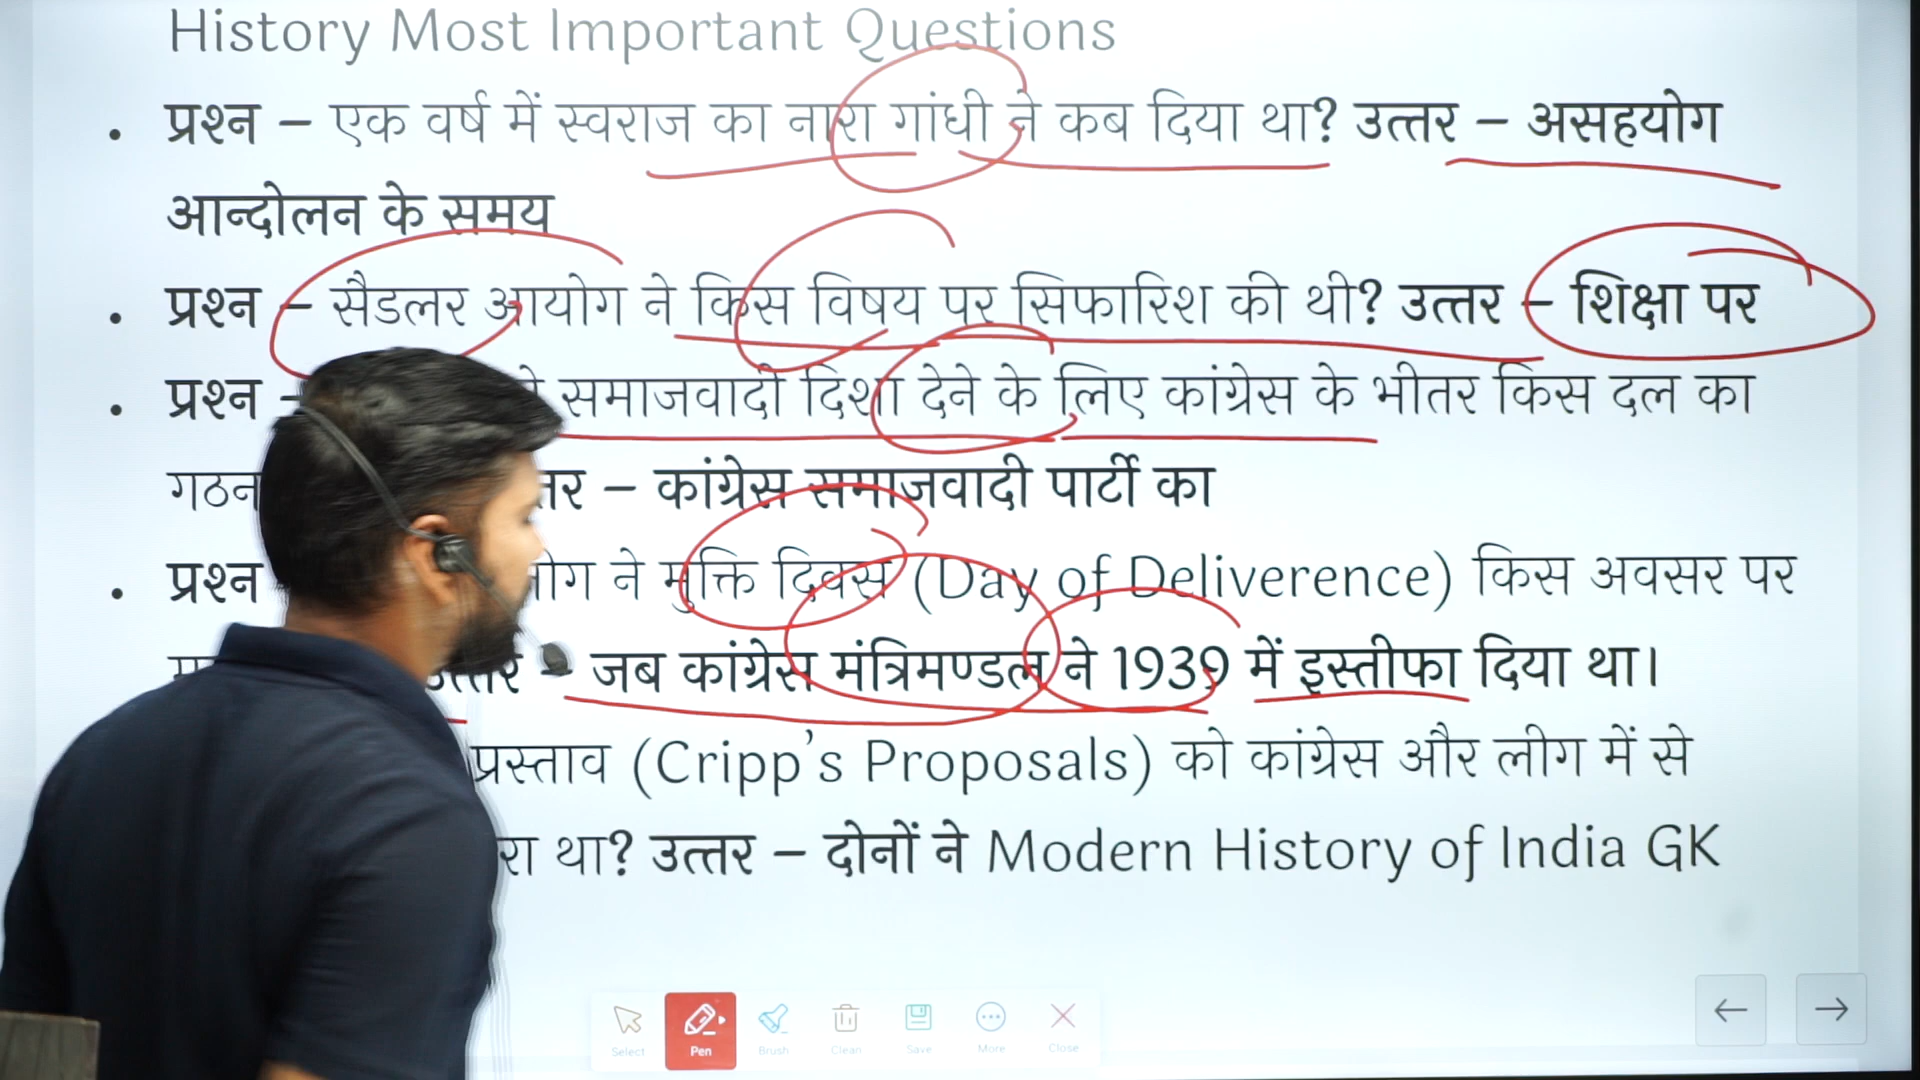 History Most Important Questions
• प्रश्न – एक वर्ष में स्वराज का नारा गांधी ने कब दिया था? उत्तर – असहयोग
आन्दोलन के समय
• प्रश्न – सैडलर आयोग ने किस विषय पर सिफारिश की थी? उत्तर – शिक्षा पर
• प्रश्न – समाजवादी दिशा देने के लिए कांग्रेस के भीतर किस दल का
गठन – कांग्रेस समाजवादी पार्टी का
• प्रश्न ने मुक्ति दिवस (Day of Deliverence) किस अवसर पर
उत्तर – जब कांग्रेस मंत्रिमण्डल ने 1939 में इस्तीफा दिया था।
प्रस्ताव (Cripp’s Proposals) को कांग्रेस और लीग में से
था? उत्तर – दोनों ने Modern History of India GK
Select Pen Brush Clean Save More Close